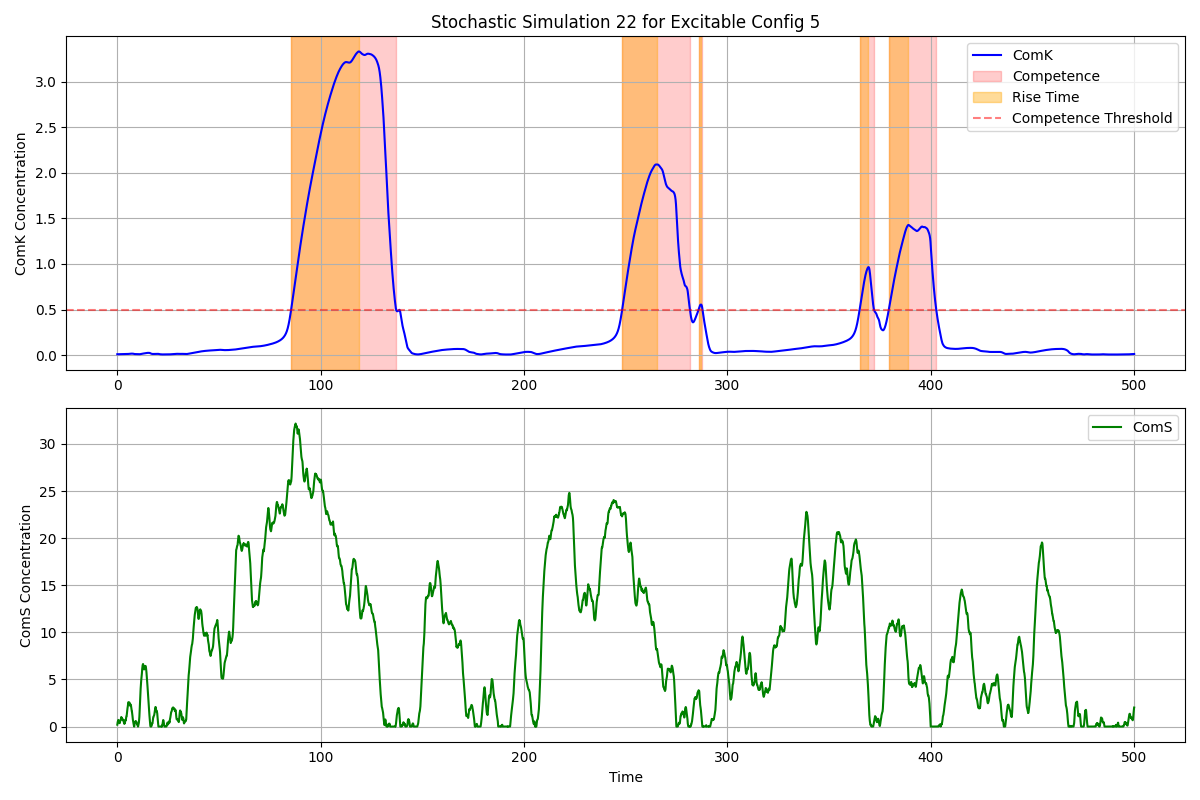 Stochastic Simulation 22 for Excitable Config 5
ComK Concentration
3.0
2.5
2.0
1.5
1.0
0.5
0.0
0 100 200 300 400 500
ComK
Competence
Rise Time
Competence Threshold
ComS Concentration
30
25
20
15
10
5
0
0 100 200 300 400 500
Time
ComS